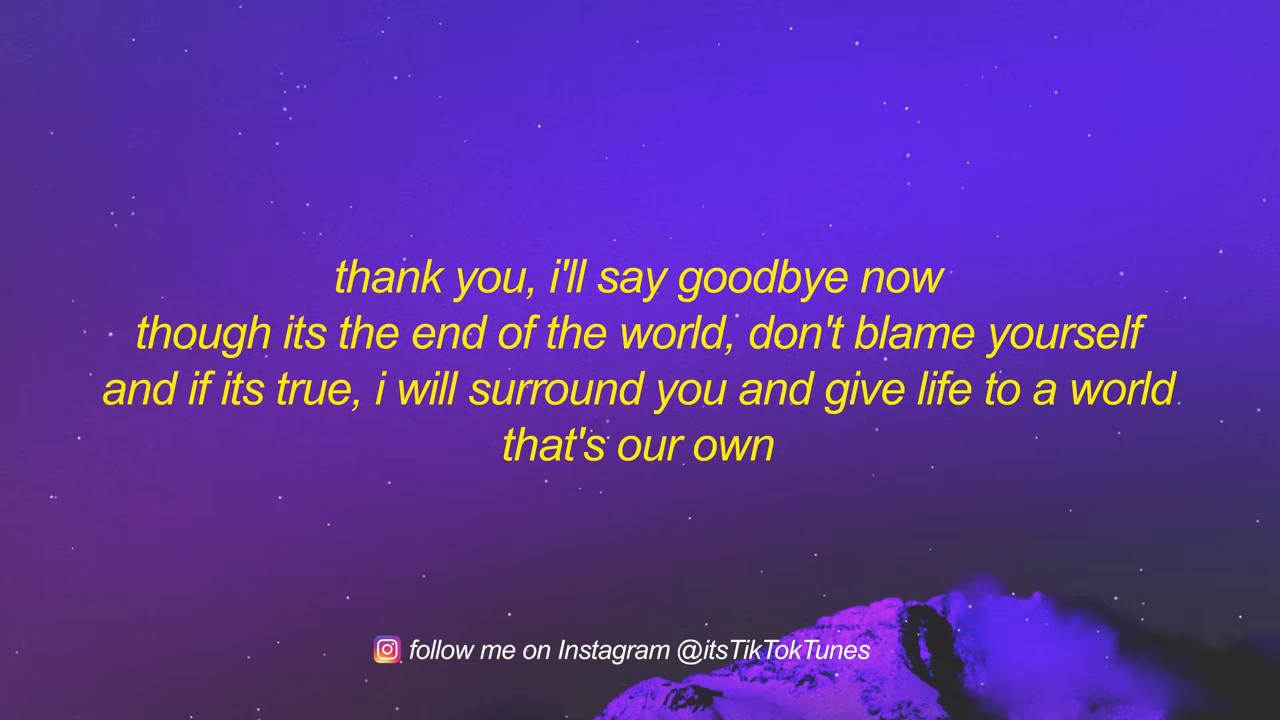 thank you, i'll say goodbye now
though its the end of the world, don't blame yourself
and if its true, i will surround you and give life to a world
that's our own
follow me on Instagram @itsTikTokTunes